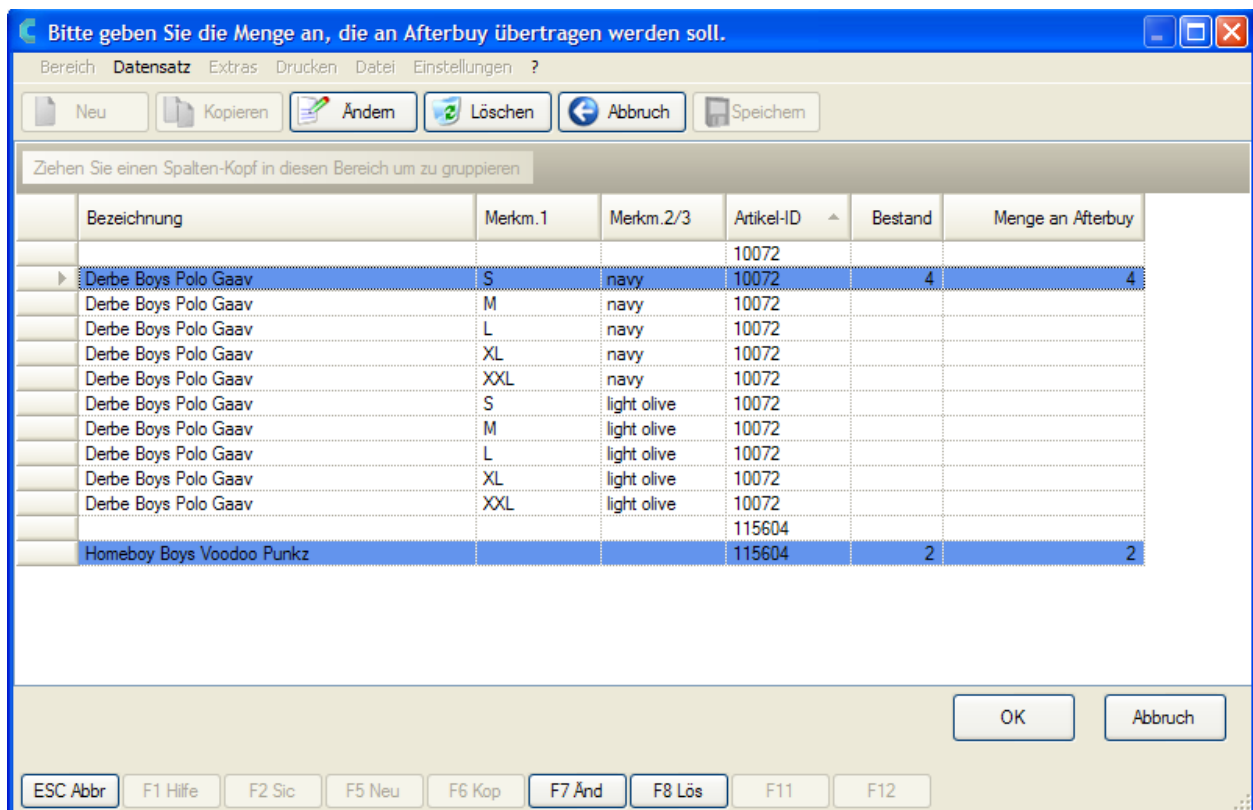 Bitte geben Sie die Menge an, die an Afterbuy übertragen werden soll.
Bereich Datensatz Extras Drucken Datei Einstellungen ?
Neu Kopieren Ändern Löschen Abbruch Speichern
Ziehen Sie einen Spalten-Kopf in diesen Bereich um zu gruppieren
Bezeichnung Merkm.1 Merkm.2/3 Artikel-ID Bestand Menge an Afterbuy
10072
Derbe Boys Polo Gaav S navy 10072 4 4
Derbe Boys Polo Gaav M navy 10072
Derbe Boys Polo Gaav L navy 10072
Derbe Boys Polo Gaav XL navy 10072
Derbe Boys Polo Gaav XXL navy 10072
Derbe Boys Polo Gaav S light olive 10072
Derbe Boys Polo Gaav M light olive 10072
Derbe Boys Polo Gaav L light olive 10072
Derbe Boys Polo Gaav XL light olive 10072
Derbe Boys Polo Gaav XXL light olive 10072
115604
Homeboy Boys Voodoo Punkz 115604 2 2
OK Abbruch
ESC Abbr F1 Hilfe F2 Sic F5 Neu F6 Kop F7 Änd F8 Lös F11 F12